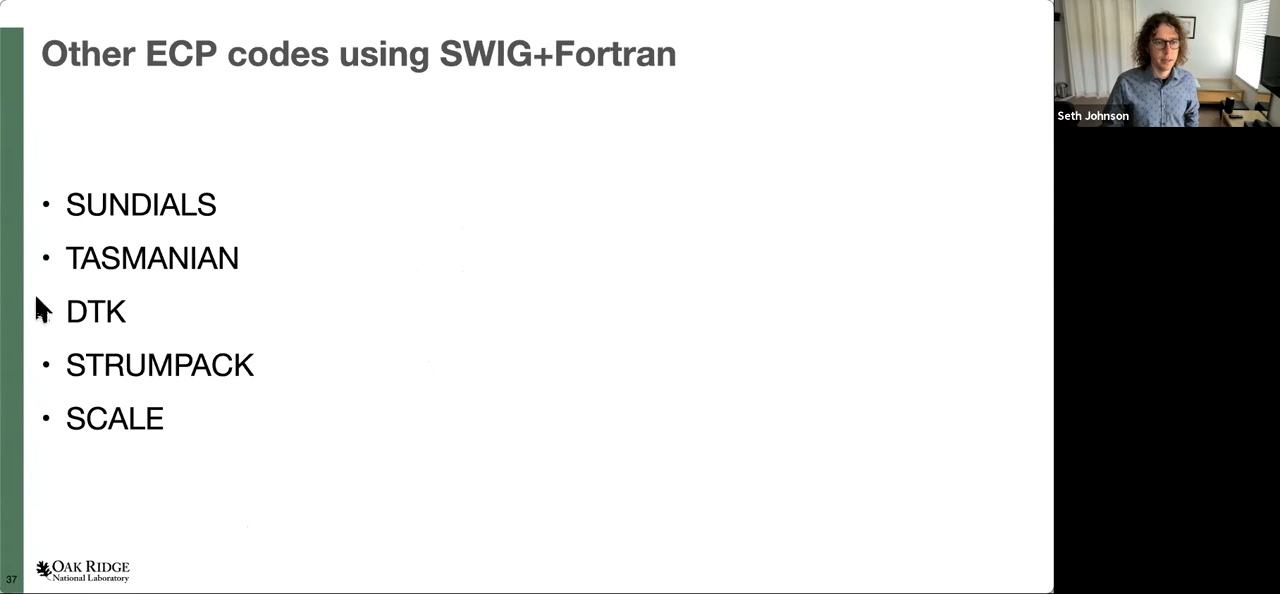 Other ECP codes using SWIG+Fortran
• SUNDIALS
• TASMANIAN
DTK
• STRUMPACK
• SCALE
37
OAK RIDGE
National Laboratory
Seth Johnson